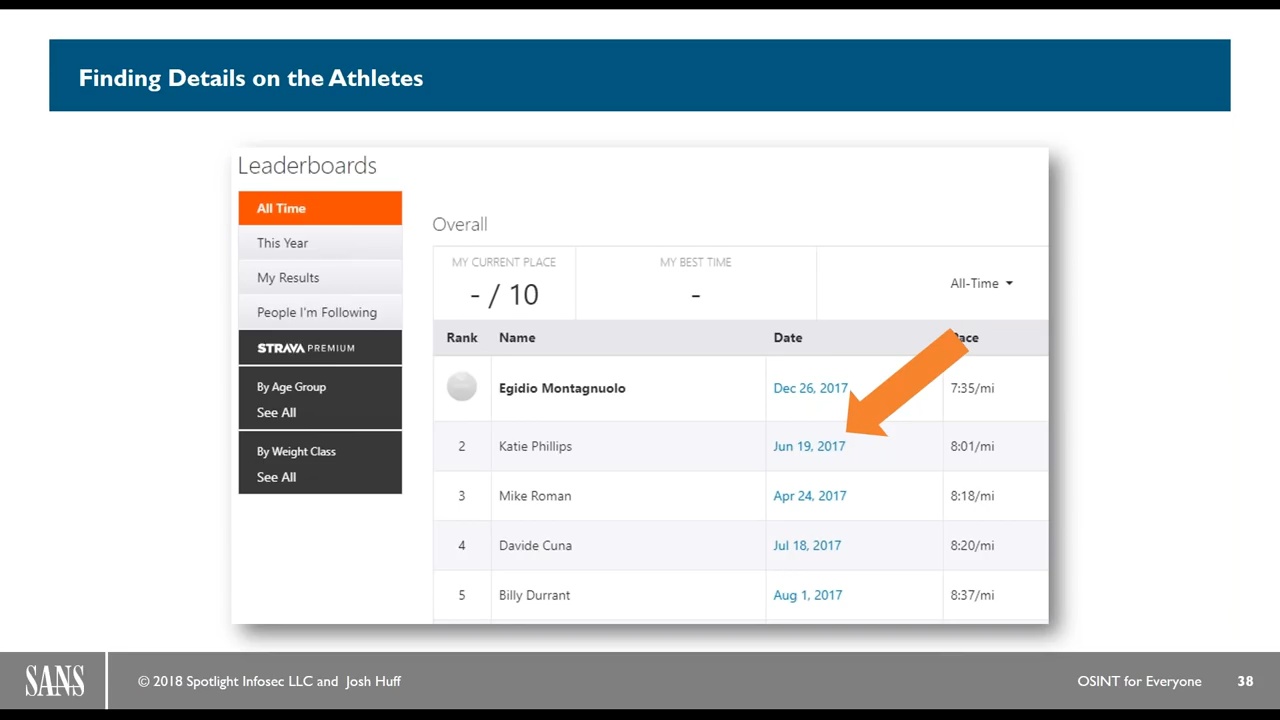 Finding Details on the Athletes
Leaderboards
All Time
This Year
My Results
People I'm Following
STRAVA PREMIUM
By Age Group
See All
By Weight Class
See All
Overall
MY CURRENT PLACE
- / 10
MY BEST TIME
-
All-Time
Rank Name Date
Egidio Montagnuolo Dec 26, 2017 7:35/mi
2 Katie Phillips Jun 19, 2017 8:01/mi
3 Mike Roman Apr 24, 2017 8:18/mi
4 Davide Cuna Jul 18, 2017 8:20/mi
5 Billy Durrant Aug 1, 2017 8:37/mi
SANS
© 2018 Spotlight Infosec LLC and Josh Huff
OSINT for Everyone 38